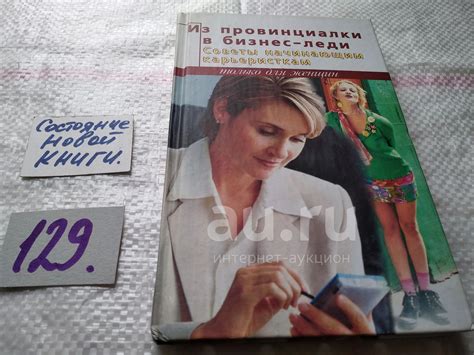 Из провинциалки
в бизнес-леди
Советы начинающим
карьеристкам
только для женщин
Состояние
новой
книги.
129.
au.ru
интернет-аукцион